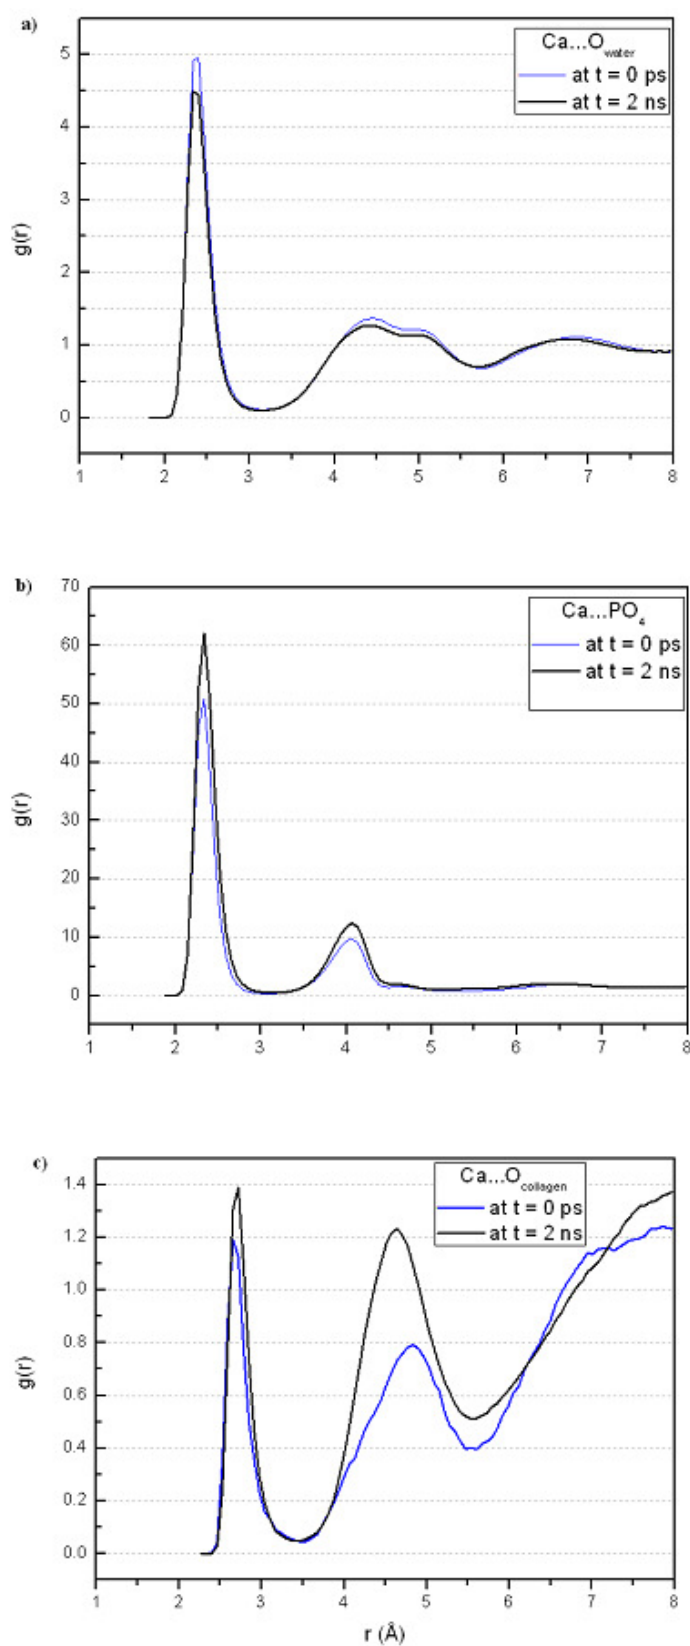 a)
Ca...Owater
at t = 0 ps
at t = 2 ns
g(r)
5
4
3
2
1
0
1 2 3 4 5 6 7 8
b)
Ca...PO4
at t = 0 ps
at t = 2 ns
g(r)
70
60
50
40
30
20
10
0
1 2 3 4 5 6 7 8
c)
Ca...Ocollagen
at t = 0 ps
at t = 2 ns
g(r)
1.4
1.2
1.0
0.8
0.6
0.4
0.2
0.0
1 2 3 4 5 6 7 8
r (Å)